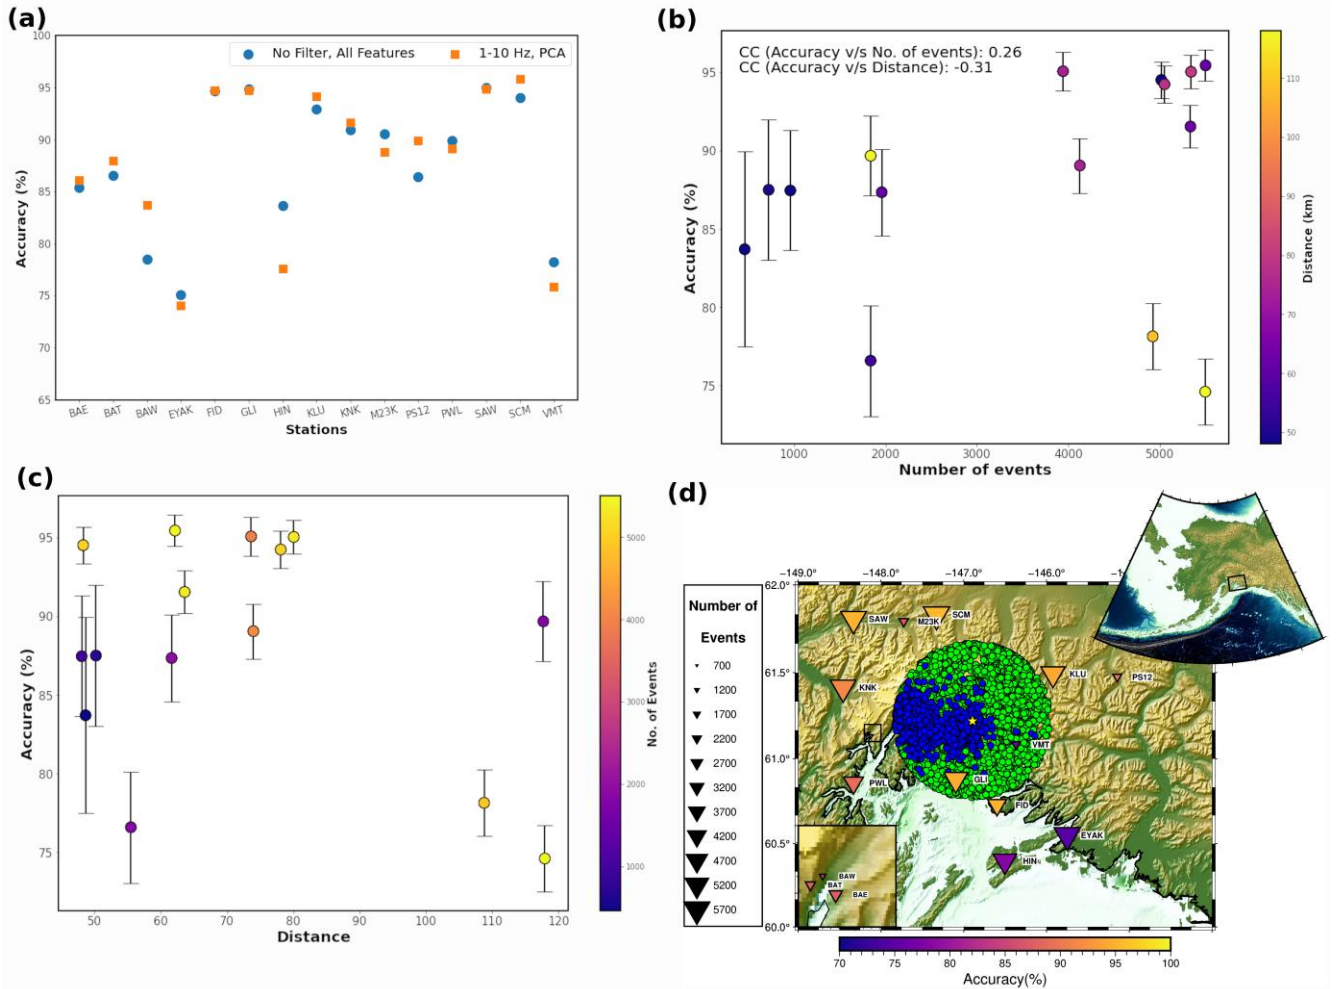 (a)
100
95
90
85
80
75
70
65
Accuracy (%)
No Filter, All Features
1-10 Hz, PCA
BAE BAT BAW EYAK FID GLI HIN KLU KNK M23K PS12 PWL SAW SCM VMT
Stations
(b)
CC (Accuracy v/s No. of events): 0.26
CC (Accuracy v/s Distance): -0.31
95
90
85
80
75
Accuracy (%)
1000 2000 3000 4000 5000
Number of events
110
100
90
80
70
60
50
Distance (km)
(c)
95
90
85
80
75
Accuracy (%)
50 60 70 80 90 100 110 120
Distance
5000
4000
3000
2000
1000
No. of Events
(d)
Number of
Events
700
1200
1700
2200
2700
3200
3700
4200
4700
5200
5700
−149.0° −148.0° −147.0° −146.0°
62.0°
61.5°
61.0°
60.5°
60.0°
SAW
M23K
SCM
KNK
KLU
PS12
VMT
PWL
GLI
FID
EYAK
HIN
BAW
BAT
BAE
70 75 80 85 90 95 100
Accuracy(%)